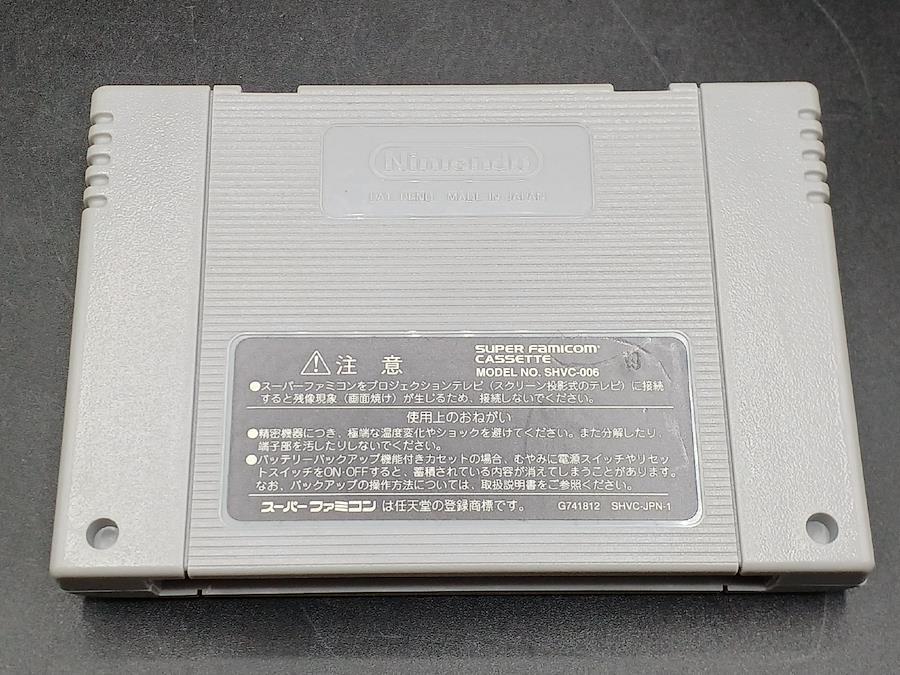 Nintendo
PAT. PEND. MADE IN JAPAN
注 意
SUPER FAMICOM
CASSETTE
MODEL NO. SHVC-006
●スーパーファミコンをプロジェクションテレビ（スクリーン投影式のテレビ）に接続
すると残像現象（画面焼け）が生じるため、接続しないでください。
使用上のおねがい
●精密機器につき、極端な温度変化やショックを避けてください。また分解したり、
端子部を汚したりしないでください。
●バッテリーバックアップ機能付きカセットの場合、むやみに電源スイッチやリセッ
トスイッチをON・OFFすると、蓄積されている内容が消えてしまうことがあります。
なお、バックアップの操作方法については、取扱説明書をご参照ください。
スーパーファミコン は任天堂の登録商標です。 G741812 SHVC-JPN-1